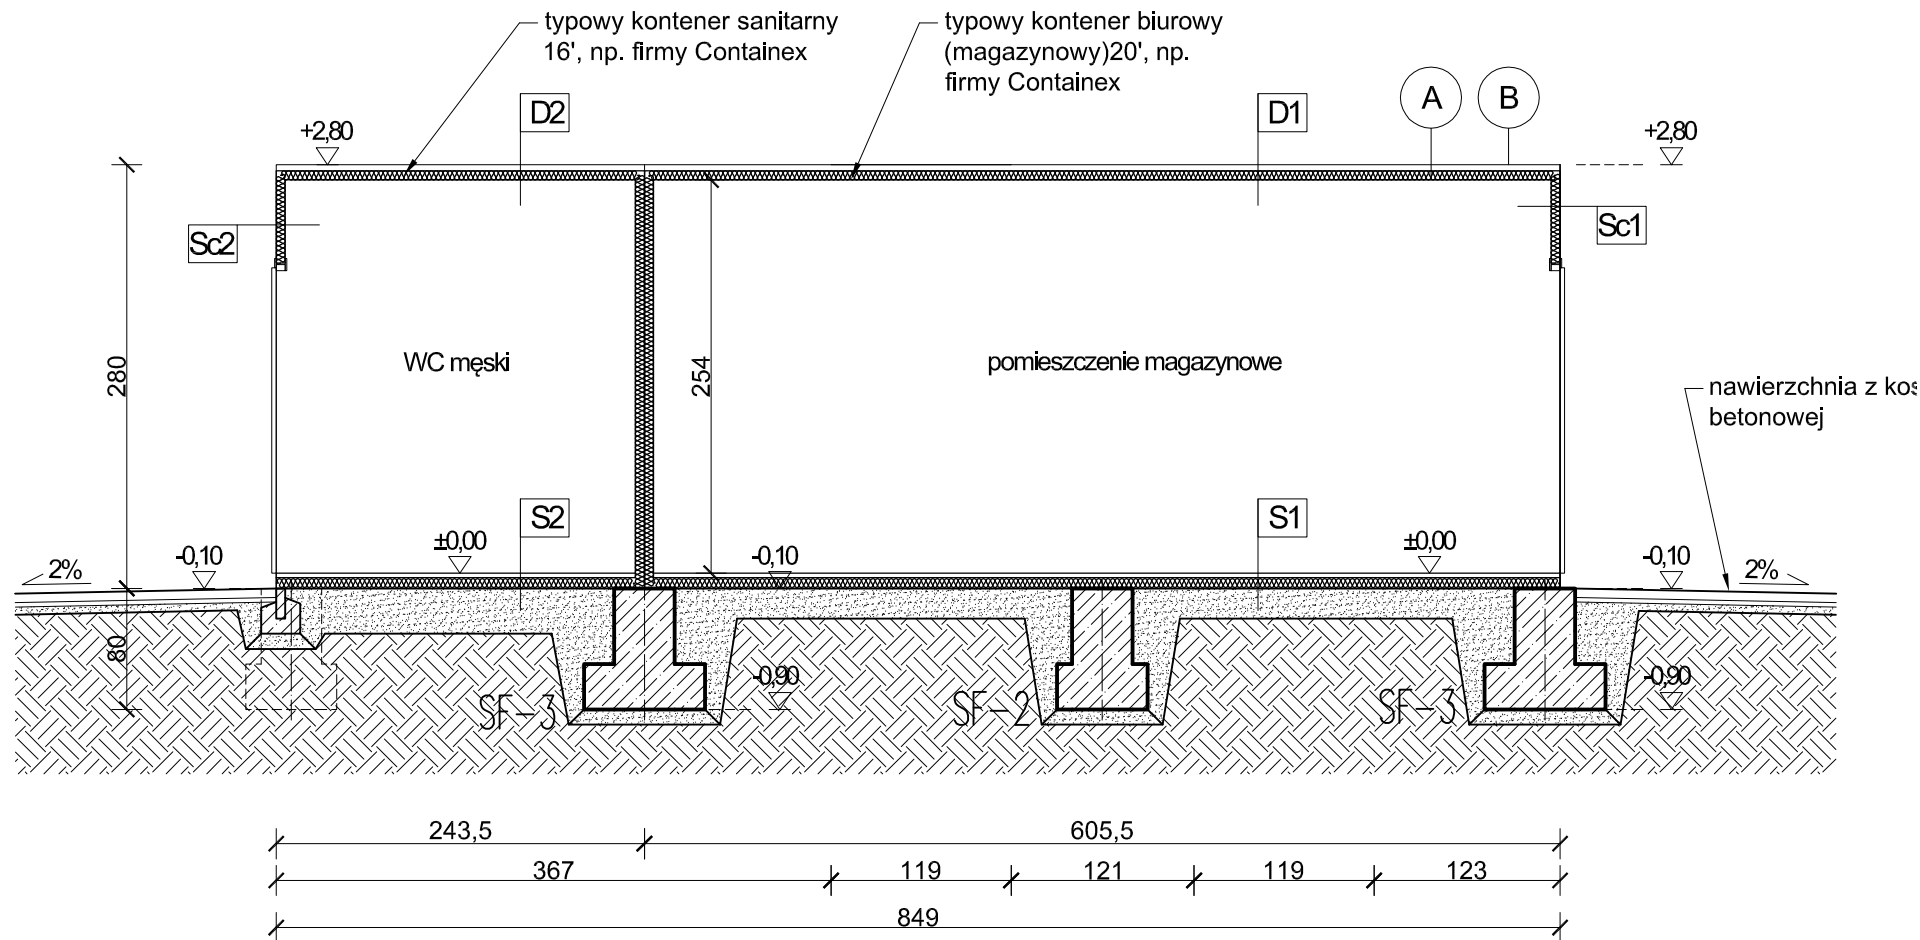 typowy kontener sanitarny
16', np. firmy Containex
typowy kontener biurowy
(magazynowy)20', np.
firmy Containex
A
B
D2
D1
+2,80
+2,80
Sc2
Sc1
280
WC męski
254
pomieszczenie magazynowe
nawierzchnia z kos
betonowej
S2
S1
±0,00
±0,00
2%
-0,10
-0,10
-0,10
2%
80
-0,90
-0,90
SF-3
SF-2
SF-3
243,5
605,5
367
119
121
119
123
849